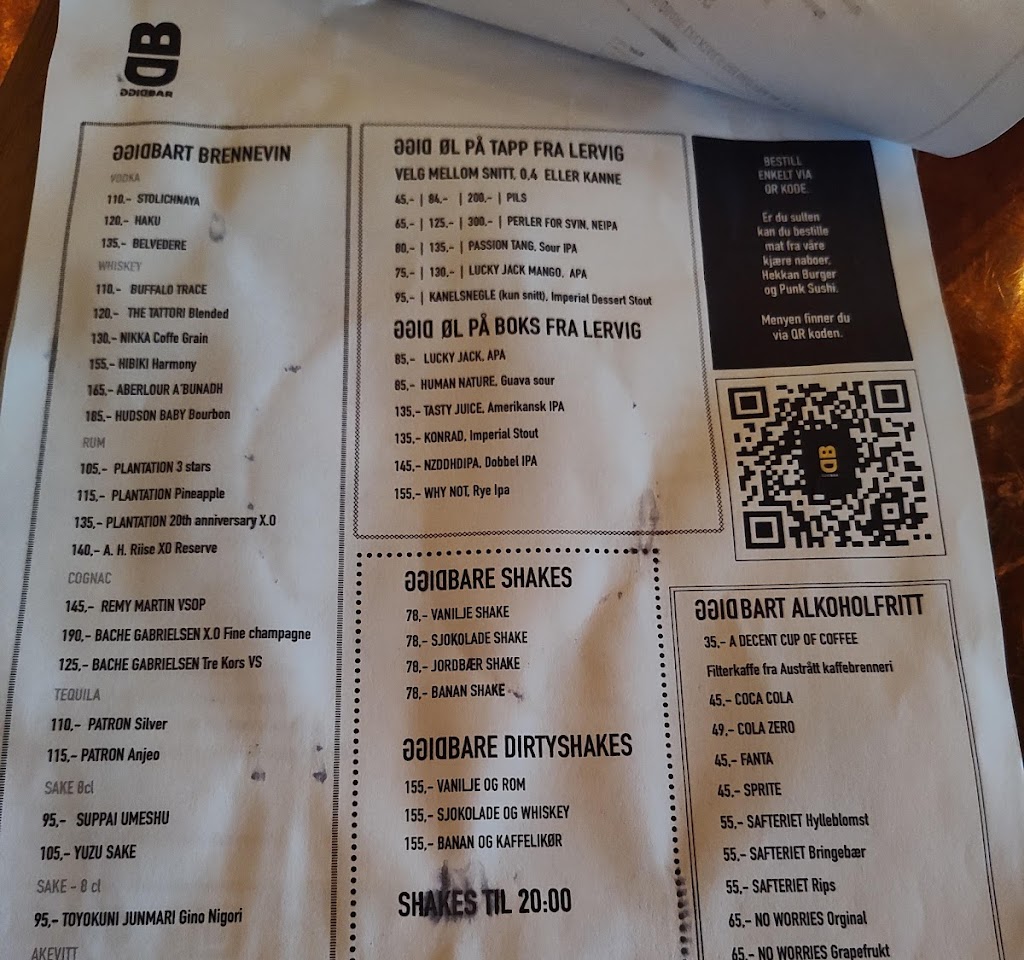 DIGGBAR
DIGGBART BRENNEVIN
VODKA
110.- STOLICHNAYA
120.- HAKU
135.- BELVEDERE
WHISKEY
110.- BUFFALO TRACE
120.- THE TATTORI Blended
130.- NIKKA Coffe Grain
155.- HIBIKI Harmony
165.- ABERLOUR A'BUNADH
185.- HUDSON BABY Bourbon
RUM
105,- PLANTATION 3 stars
115,- PLANTATION Pineapple
135,- PLANTATION 20th anniversary X.O
140,- A. H. Riise XO Reserve
COGNAC
145,- REMY MARTIN VSOP
190,- BACHE GABRIELSEN X.O Fine champagne
125,- BACHE GABRIELSEN Tre Kors VS
TEQUILA
110,- PATRON Silver
115,- PATRON Anjeo
SAKE 8cl
95,- SUPPAI UMESHU
105,- YUZU SAKE
SAKE - 8 cl
95,- TOYOKUNI JUNMARI Gino Nigori
AKEVITT
DIGG ØL PÅ TAPP FRA LERVIG
VELG MELLOM SNITT, 0,4 ELLER KANNE
45,- | 84.- | 200,- | PILS
65,- | 125,- | 300,- | PERLER FOR SVIN, NEIPA
80,- | 135,- | PASSION TANG, Sour IPA
75,- | 130,- | LUCKY JACK MANGO, APA
95,- | KANELSNEGLE (kun snitt), Imperial Dessert Stout
DIGG ØL PÅ BOKS FRA LERVIG
85,- LUCKY JACK, APA
85,- HUMAN NATURE, Guava sour
135,- TASTY JUICE, Amerikansk IPA
135,- KONRAD, Imperial Stout
145,- NZDDHDIPA, Dobbel IPA
155,- WHY NOT, Rye Ipa
DIGGBARE SHAKES
78,- VANILJE SHAKE
78,- SJOKOLADE SHAKE
78,- JORDBÆR SHAKE
78,- BANAN SHAKE
DIGGBARE DIRTYSHAKES
155,- VANILJE OG ROM
155,- SJOKOLADE OG WHISKEY
155,- BANAN OG KAFFELIKØR
SHAKES TIL 20:00
BESTILL
ENKELT VIA
QR KODE.
Er du sulten
kan du bestille
mat fra våre
kjære naboer,
Hekkan Burger
og Punk Sushi.
Menyen finner du
via QR koden.
DIGGBART ALKOHOLFRITT
35,- A DECENT CUP OF COFFEE
Filterkaffe fra Austrått kaffebrenneri
45,- COCA COLA
49,- COLA ZERO
45,- FANTA
45,- SPRITE
55,- SAFTERIET Hylleblomst
55,- SAFTERIET Bringebær
55,- SAFTERIET Rips
65,- NO WORRIES Orginal
65,- NO WORRIES Grapefrukt